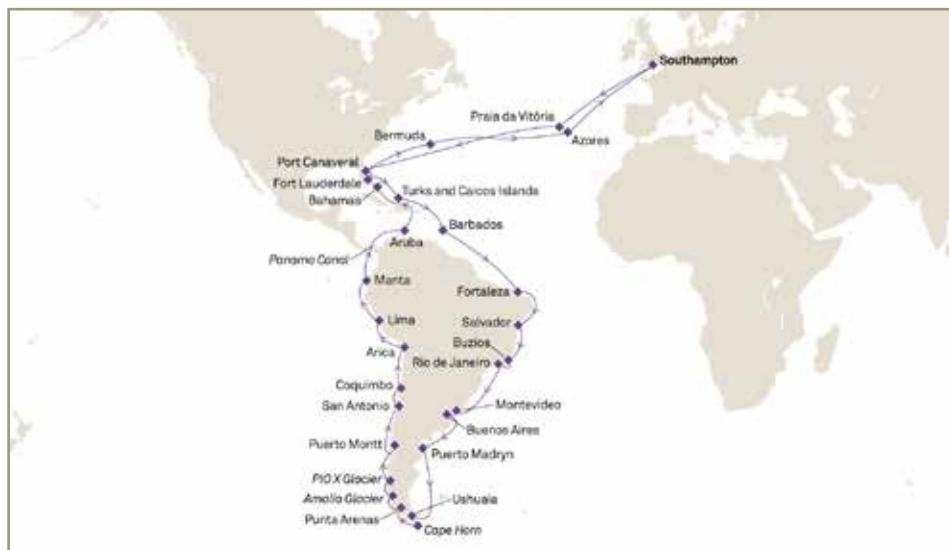 Southampton
Praia da Vitória
Azores
Bermuda
Port Canaveral
Fort Lauderdale
Bahamas
Turks and Caicos Islands
Barbados
Aruba
Panama Canal
Manta
Fortaleza
Lima
Salvador
Arica
Buzios
Rio de Janeiro
Coquimbo
San Antonio
Montevideo
Buenos Aires
Puerto Montt
Puerto Madryn
PIO X Glacier
Amalia Glacier
Ushuaia
Punta Arenas
Cape Horn